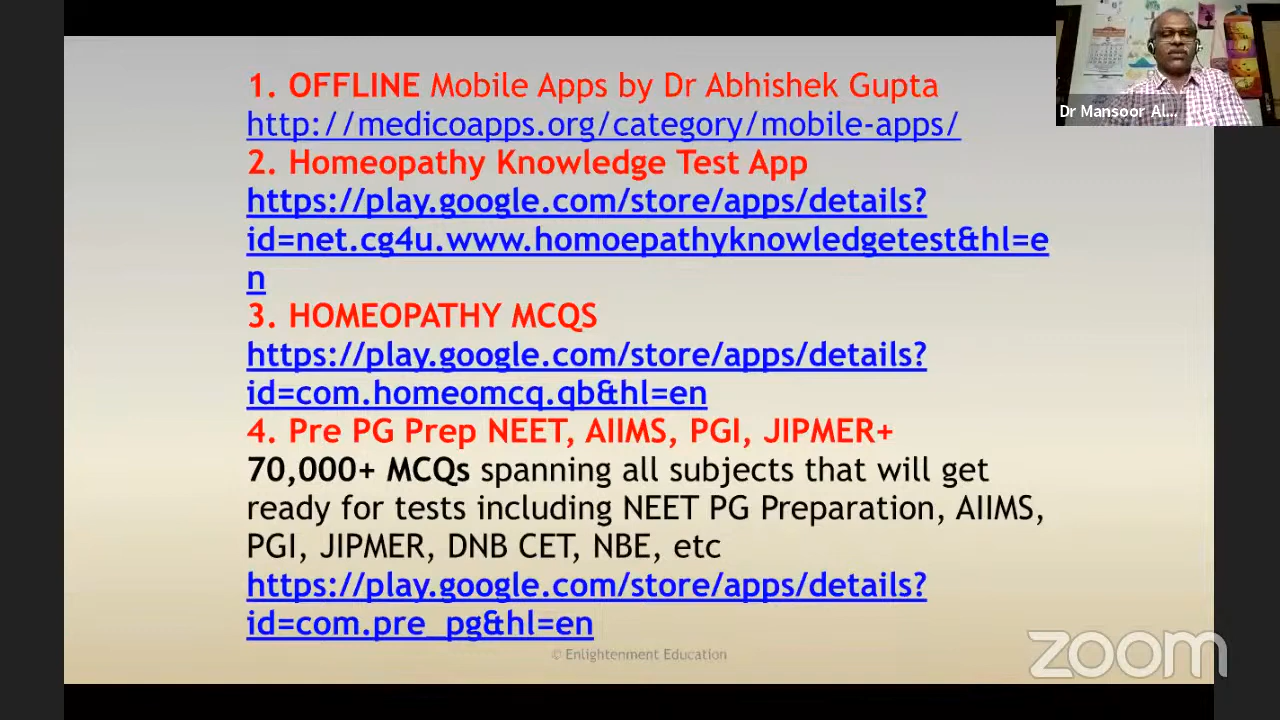 1. OFFLINE Mobile Apps by Dr Abhishek Gupta
http://medicoapps.org/category/mobile-apps/
2. Homeopathy Knowledge Test App
https://play.google.com/store/apps/details?
id=net.cg4u.www.homoepathyknowledgetest&hl=e
n
3. HOMEOPATHY MCQS
https://play.google.com/store/apps/details?
id=com.homeomcq.qb&hl=en
4. Pre PG Prep NEET, AIIMS, PGI, JIPMER+
70,000+ MCQs spanning all subjects that will get
ready for tests including NEET PG Preparation, AIIMS,
PGI, JIPMER, DNB CET, NBE, etc
https://play.google.com/store/apps/details?
id=com.pre_pg&hl=en
© Enlightenment Education
Dr Mansoor Al...
zoom